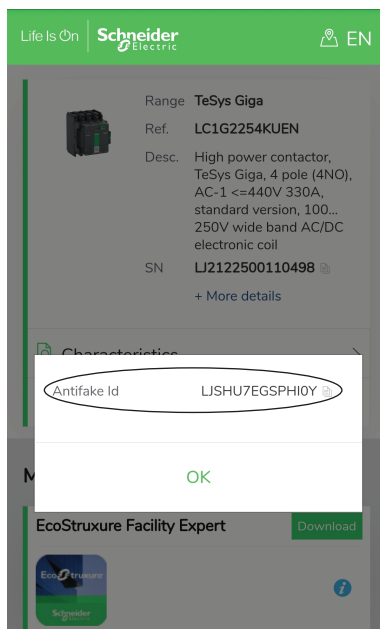 Life Is On Schneider Electric EN
Range TeSys Giga
Ref. LC1G2254KUEN
Desc. High power contactor,
TeSys Giga, 4 pole (4NO),
AC-1 <=440V 330A,
standard version, 100...
250V wide band AC/DC
electronic coil
SN LJ2122500110498
+ More details
Characteristics
Antifake Id LJSHU7EGSPHI0Y
OK
EcoStruxure Facility Expert Download
EcoStruxure
Schneider